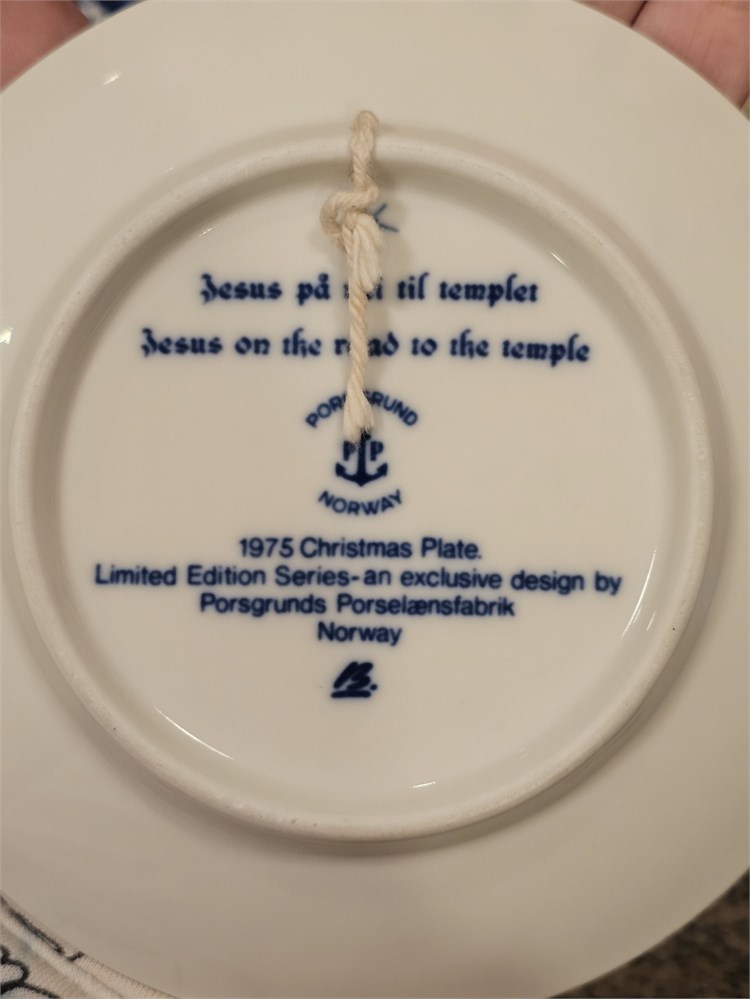 Jesus på vei til templet
Jesus on the road to the temple
PORSGRUND
P P
NORWAY
1975 Christmas Plate.
Limited Edition Series-an exclusive design by
Porsgrunds Porselænsfabrik
Norway
B.